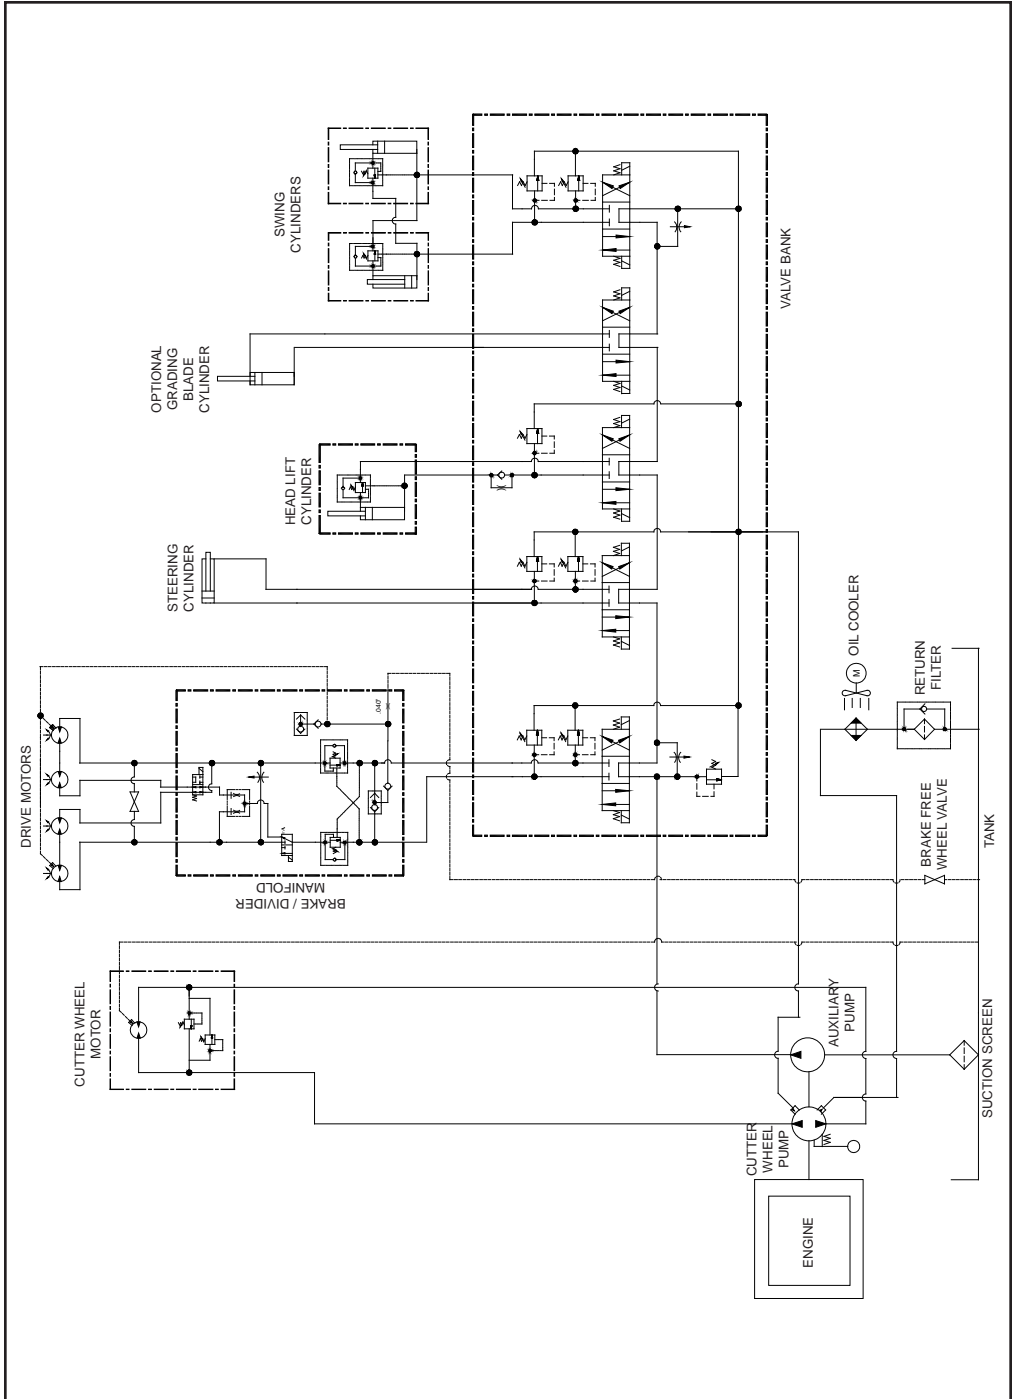 SWING
CYLINDERS
OPTIONAL
GRADING
BLADE
CYLINDER
HEAD LIFT
CYLINDER
STEERING
CYLINDER
DRIVE MOTORS
BRAKE / DIVIDER
MANIFOLD
.040
CUTTER WHEEL
MOTOR
VALVE BANK
OIL COOLER
M
RETURN
FILTER
BRAKE FREE
WHEEL VALVE
TANK
AUXILIARY
PUMP
SUCTION SCREEN
CUTTER
WHEEL
PUMP
ENGINE